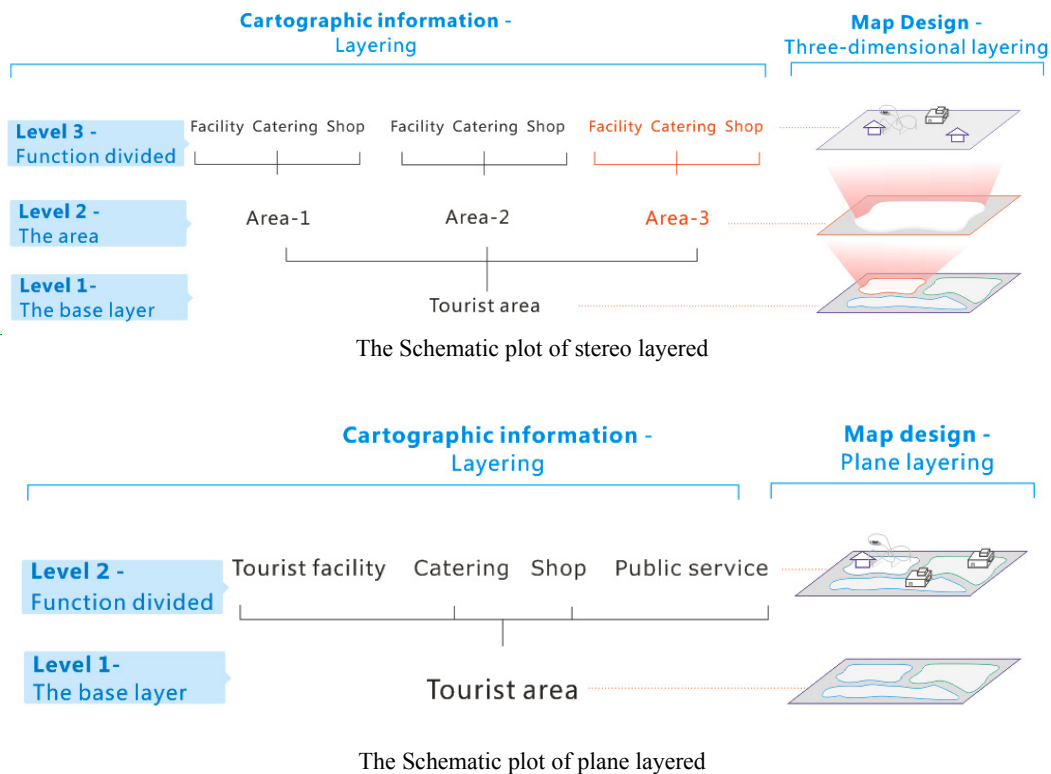 Cartographic information -
Layering
Map Design -
Three-dimensional layering
Level 3 -
Function divided
Facility Catering Shop
Facility Catering Shop
Facility Catering Shop
Level 2 -
The area
Area-1
Area-2
Area-3
Level 1-
The base layer
Tourist area
The Schematic plot of stereo layered
Cartographic information -
Layering
Map design -
Plane layering
Level 2 -
Function divided
Tourist facility
Catering
Shop
Public service
Level 1-
The base layer
Tourist area
The Schematic plot of plane layered